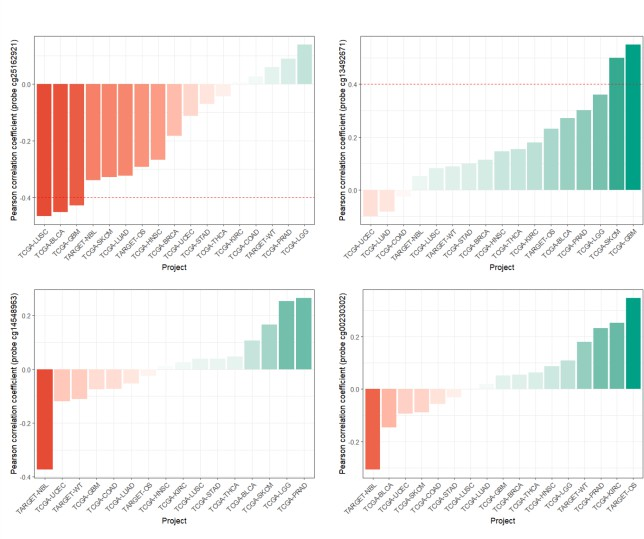 Pearson correlation coefficient (probe cg25162921)
0.0
-0.2
-0.4
TCGA-LUSC
TCGA-BLCA
TCGA-GBM
TARGET-NBL
TCGA-SKCM
TCGA-LUAD
TARGET-OS
TCGA-HNSC
TCGA-BRCA
TCGA-UCEC
TCGA-STAD
TCGA-THCA
TCGA-KIRC
TCGA-COAD
TARGET-WT
TCGA-PRAD
TCGA-LGG
Project
Pearson correlation coefficient (probe cg13492671)
0.4
0.2
0.0
TCGA-UCEC
TCGA-LUAD
TCGA-COAD
TARGET-NBL
TCGA-LUSC
TARGET-WT
TCGA-STAD
TCGA-BRCA
TCGA-HNSC
TCGA-THCA
TCGA-KIRC
TARGET-OS
TCGA-BLCA
TCGA-PRAD
TCGA-LGG
TCGA-SKCM
TCGA-GBM
Project
Pearson correlation coefficient (probe cg14548963)
0.2
0.0
-0.2
-0.4
TARGET-NBL
TCGA-UCEC
TARGET-WT
TCGA-GBM
TCGA-COAD
TCGA-LUAD
TARGET-OS
TCGA-HNSC
TCGA-KIRC
TCGA-LUSC
TCGA-STAD
TCGA-THCA
TCGA-BLCA
TCGA-SKCM
TCGA-LGG
TCGA-PRAD
Project
Pearson correlation coefficient (probe cg00230302)
0.2
0.0
-0.2
TARGET-NBL
TCGA-BLCA
TCGA-UCEC
TCGA-SKCM
TCGA-COAD
TCGA-STAD
TCGA-LUSC
TCGA-LUAD
TCGA-GBM
TCGA-BRCA
TCGA-THCA
TCGA-HNSC
TCGA-LGG
TARGET-WT
TCGA-PRAD
TCGA-KIRC
TARGET-OS
Project